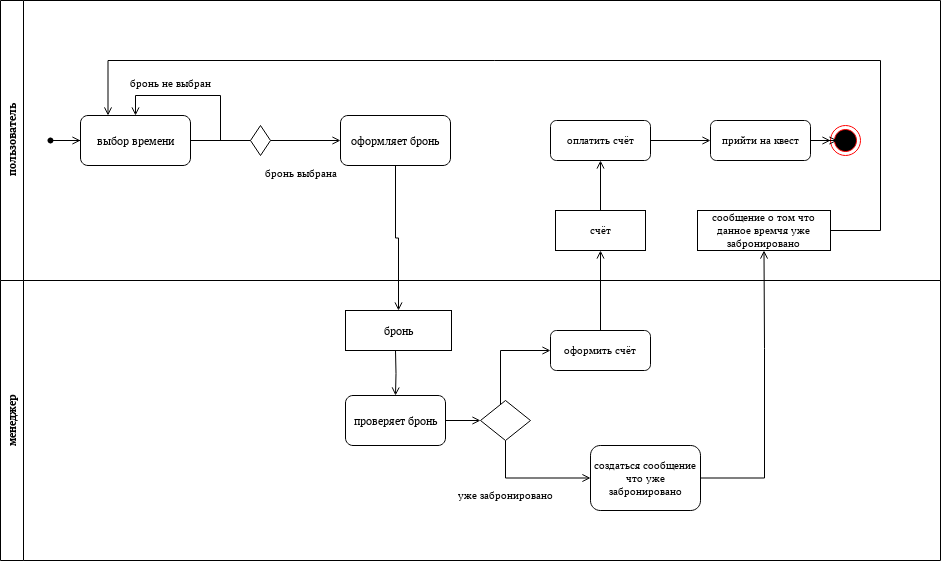 пользователь
бронь не выбран
выбор времени
оформляет бронь
бронь выбрана
оплатить счёт
прийти на квест
счёт
сообщение о том что
данное времчя уже
забронировано
менеджер
бронь
оформить счёт
проверяет бронь
создаться сообщение
что уже
забронировано
уже забронировано